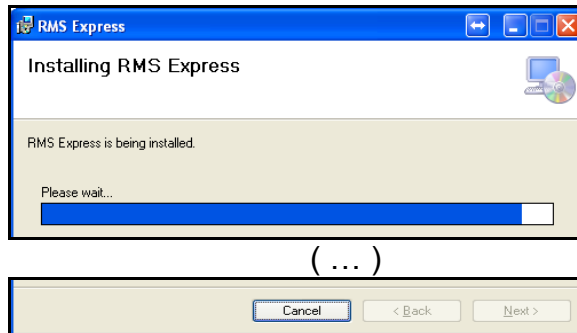 RMS Express
Installing RMS Express
RMS Express is being installed.
Please wait...
( ... )
Cancel < Back Next >